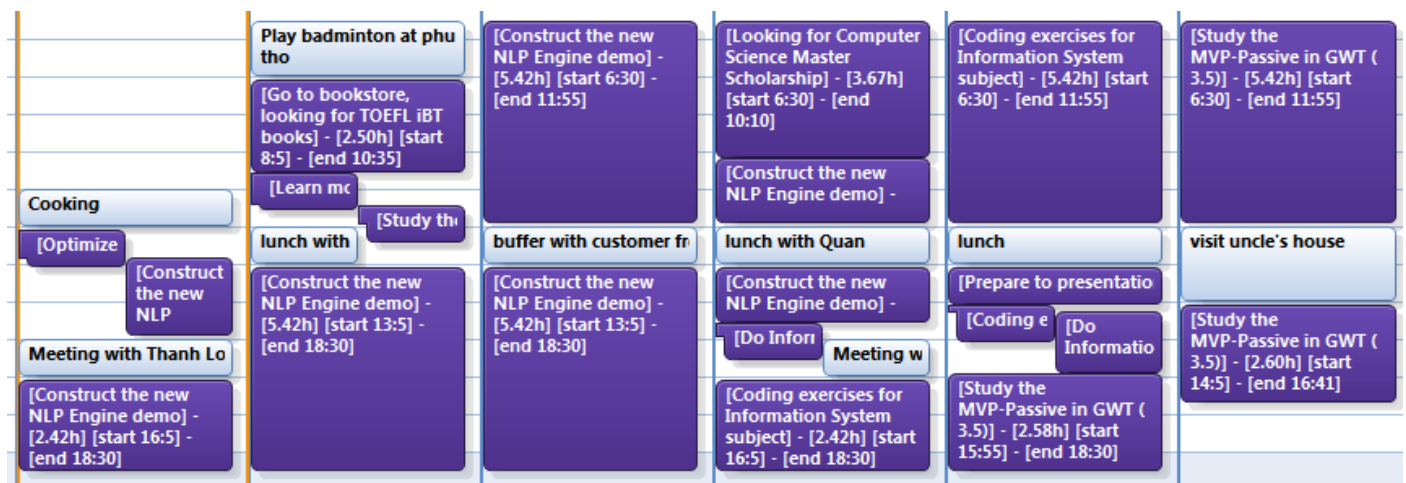 Cooking
[Optimize
[Construct
the new
NLP
Meeting with Thanh Lo
[Construct the new
NLP Engine demo] -
[2.42h] [start 16:5] -
[end 18:30]
Play badminton at phu
tho
[Go to bookstore,
looking for TOEFL iBT
books] - [2.50h] [start
8:5] - [end 10:35]
[Learn mo
[Study the
lunch with
[Construct the new
NLP Engine demo] -
[5.42h] [start 13:5] -
[end 18:30]
[Construct the new
NLP Engine demo] -
[5.42h] [start 6:30] -
[end 11:55]
buffer with customer fr
[Construct the new
NLP Engine demo] -
[5.42h] [start 13:5] -
[end 18:30]
[Looking for Computer
Science Master
Scholarship] - [3.67h]
[start 6:30] - [end
10:10]
[Construct the new
NLP Engine demo] -
lunch with Quan
[Construct the new
NLP Engine demo] -
[Do Inforr
Meeting w
[Coding exercises for
Information System
subject] - [2.42h] [start
16:5] - [end 18:30]
[Coding exercises for
Information System
subject] - [5.42h] [start
6:30] - [end 11:55]
lunch
[Prepare to presentatio
[Coding e
[Do
Informatio
[Study the
MVP-Passive in GWT (
3.5)] - [2.58h] [start
15:55] - [end 18:30]
[Study the
MVP-Passive in GWT (
3.5)] - [5.42h] [start
6:30] - [end 11:55]
visit uncle's house
[Study the
MVP-Passive in GWT (
3.5)] - [2.60h] [start
14:5] - [end 16:41]